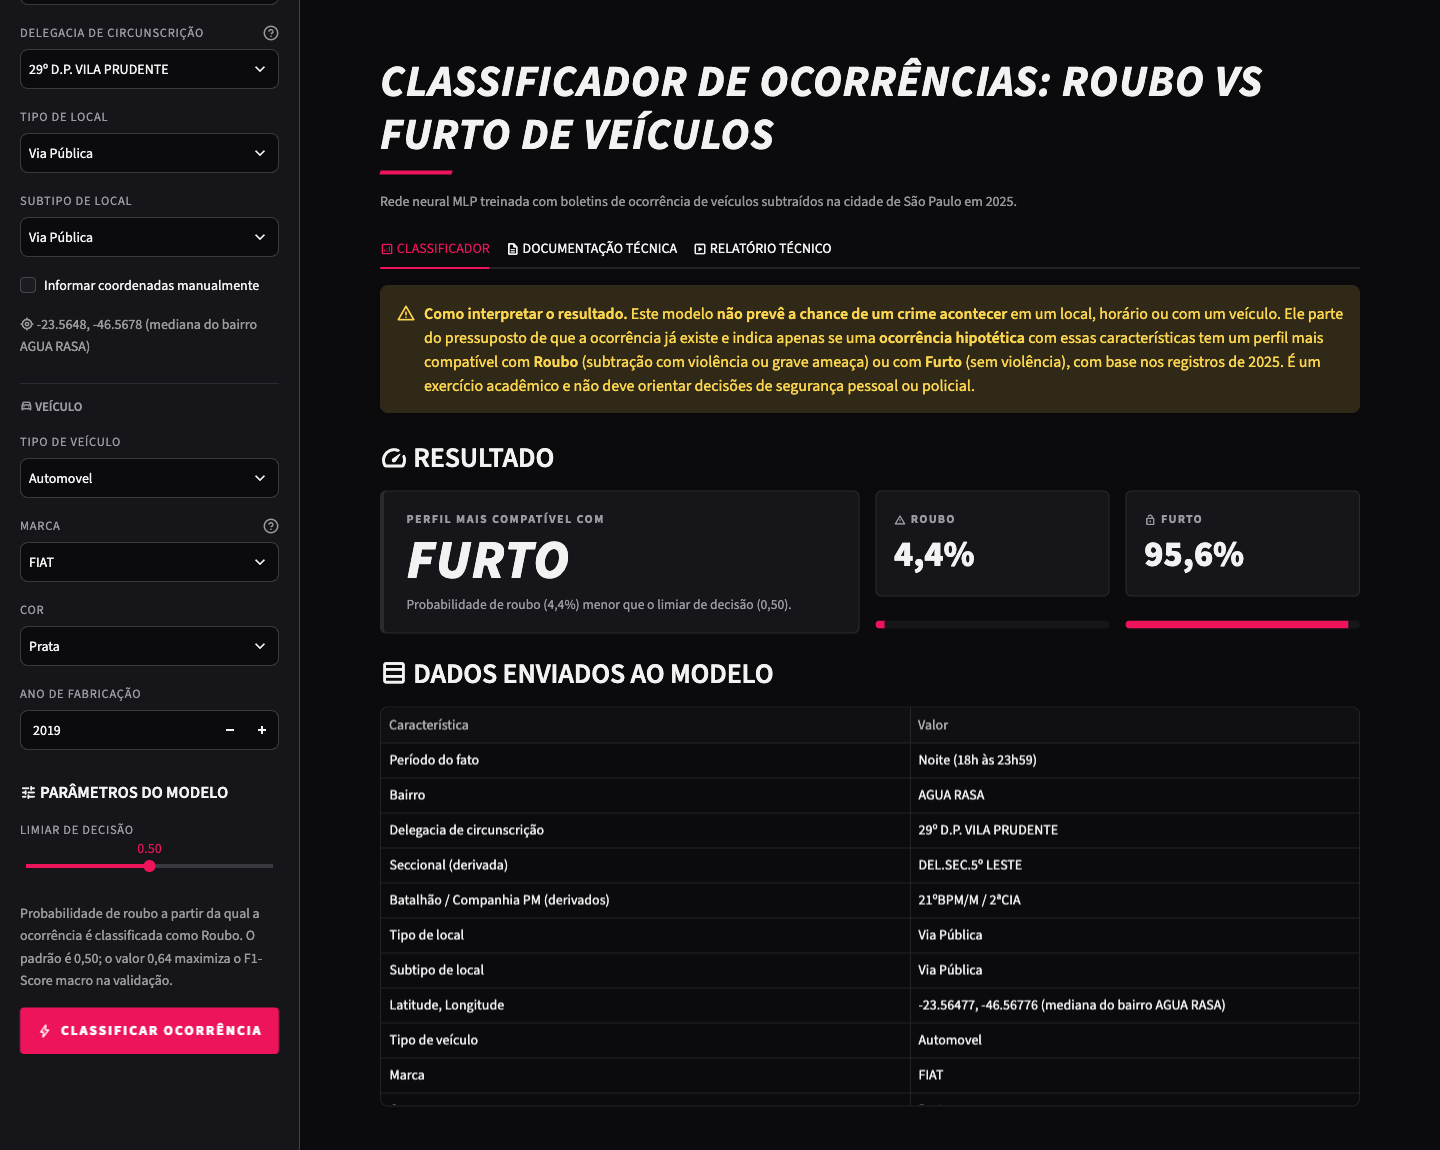 DELEGACIA DE CIRCUNSCRIÇÃO
29º D.P. VILA PRUDENTE
TIPO DE LOCAL
Via Pública
SUBTIPO DE LOCAL
Via Pública
Informar coordenadas manualmente
-23.5648, -46.5678 (mediana do bairro
AGUA RASA)
VEÍCULO
TIPO DE VEÍCULO
Automovel
MARCA
FIAT
COR
Prata
ANO DE FABRICAÇÃO
2019
PARÂMETROS DO MODELO
LIMIAR DE DECISÃO
0.50
Probabilidade de roubo a partir da qual a
ocorrência é classificada como Roubo. O
padrão é 0,50; o valor 0,64 maximiza o F1-
Score macro na validação.
CLASSIFICAR OCORRÊNCIA
CLASSIFICADOR DE OCORRÊNCIAS: ROUBO VS
FURTO DE VEÍCULOS
Rede neural MLP treinada com boletins de ocorrência de veículos subtraídos na cidade de São Paulo em 2025.
CLASSIFICADOR DOCUMENTAÇÃO TÉCNICA RELATÓRIO TÉCNICO
Como interpretar o resultado. Este modelo não prevê a chance de um crime acontecer em um local, horário ou com um veículo. Ele parte
do pressuposto de que a ocorrência já existe e indica apenas se uma ocorrência hipotética com essas características tem um perfil mais
compatível com Roubo (subtração com violência ou grave ameaça) ou com Furto (sem violência), com base nos registros de 2025. É um
exercício acadêmico e não deve orientar decisões de segurança pessoal ou policial.
RESULTADO
PERFIL MAIS COMPATÍVEL COM
FURTO
Probabilidade de roubo (4,4%) menor que o limiar de decisão (0,50).
ROUBO
4,4%
FURTO
95,6%
DADOS ENVIADOS AO MODELO
Característica Valor
Período do fato Noite (18h às 23h59)
Bairro AGUA RASA
Delegacia de circunscrição 29º D.P. VILA PRUDENTE
Seccional (derivada) DEL.SEC.5º LESTE
Batalhão / Companhia PM (derivados) 21ºBPM/M / 2ªCIA
Tipo de local Via Pública
Subtipo de local Via Pública
Latitude, Longitude -23.56477, -46.56776 (mediana do bairro AGUA RASA)
Tipo de veículo Automovel
Marca FIAT